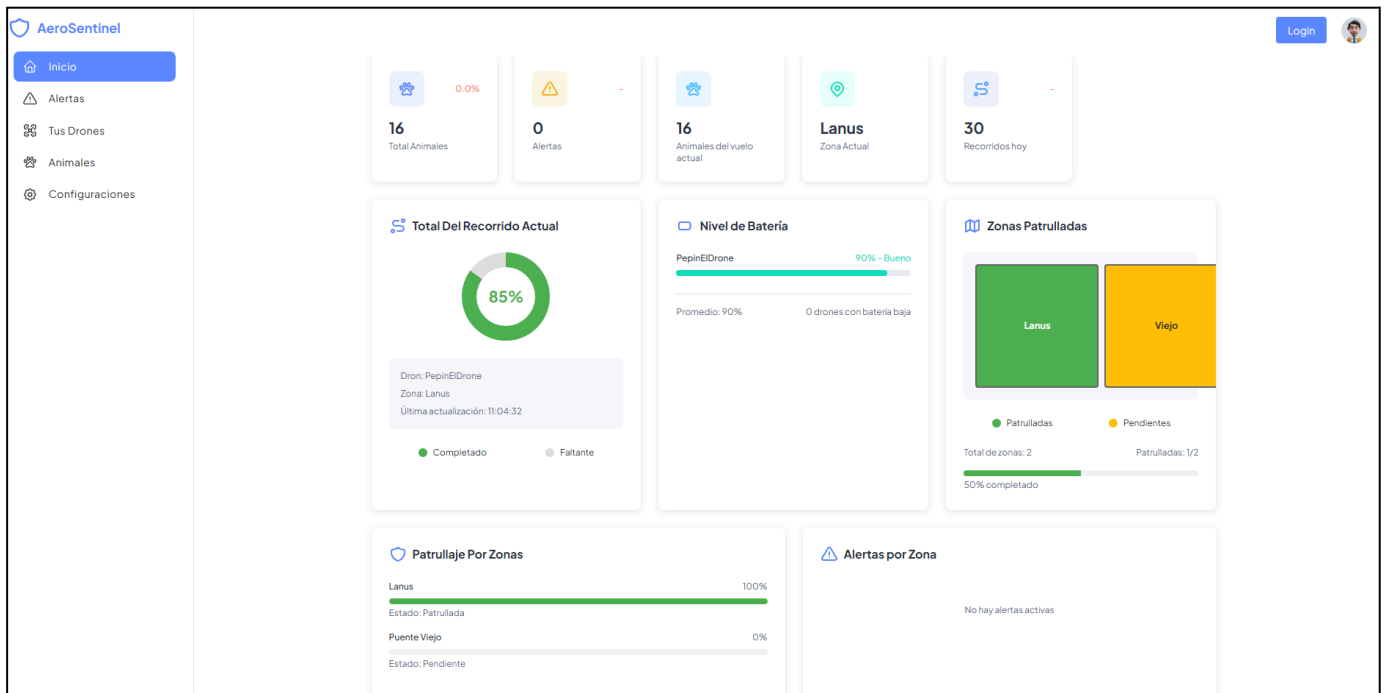 AeroSentinel
Login
Inicio
Alertas
Tus Drones
Animales
Configuraciones
0.0%
16
Total Animales
-
0
Alertas
16
Animales del vuelo
actual
Lanus
Zona Actual
-
30
Recorridos hoy
Total Del Recorrido Actual
85%
Dron: PepinElDrone
Zona: Lanus
Última actualización: 11:04:32
Completado
Faltante
Nivel de Batería
PepinElDrone
90% - Bueno
Promedio: 90%
0 drones con batería baja
Zonas Patrulladas
Lanus
Viejo
Patrulladas
Pendientes
Total de zonas: 2
Patrulladas: 1/2
50% completado
Patrullaje Por Zonas
Lanus
100%
Estado: Patrullada
Puente Viejo
0%
Estado: Pendiente
Alertas por Zona
No hay alertas activas